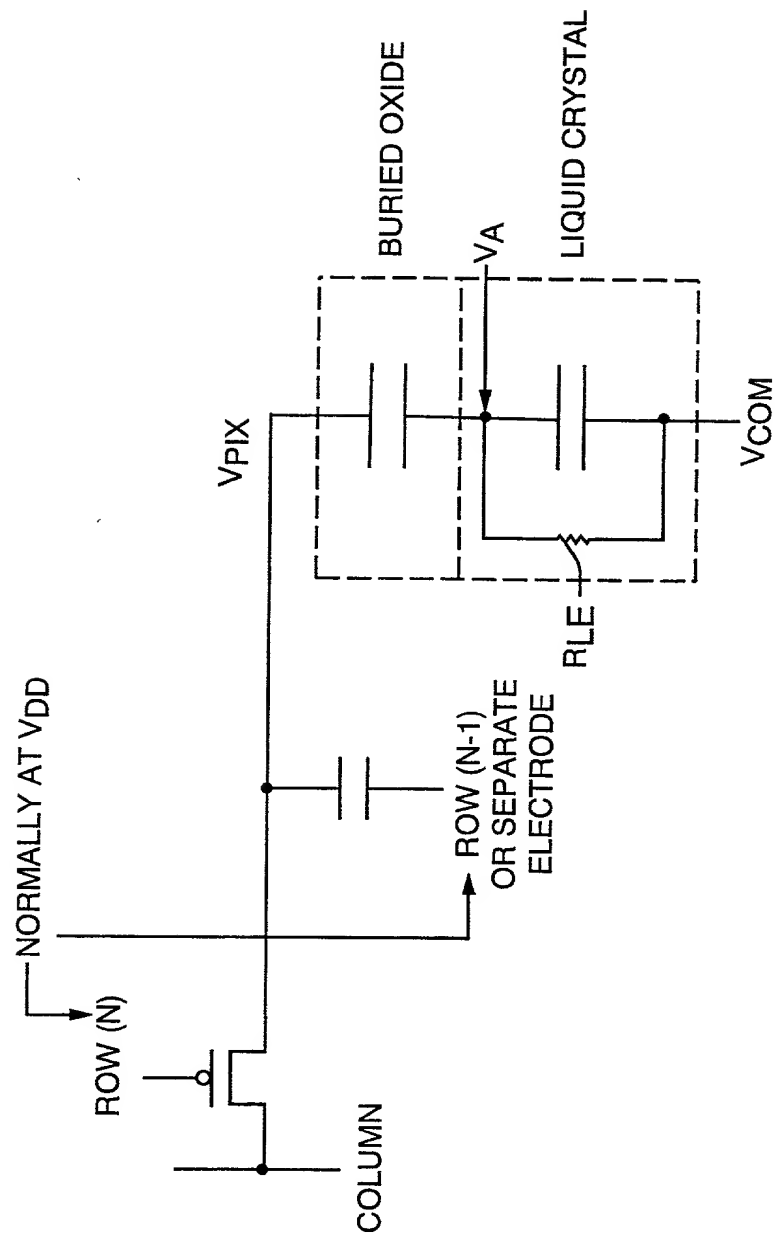 NORMALLY AT VDD
ROW (N)
COLUMN
ROW (N-1)
OR SEPARATE
ELECTRODE
VPIX
BURIED OXIDE
VA
LIQUID CRYSTAL
RLE
VCOM